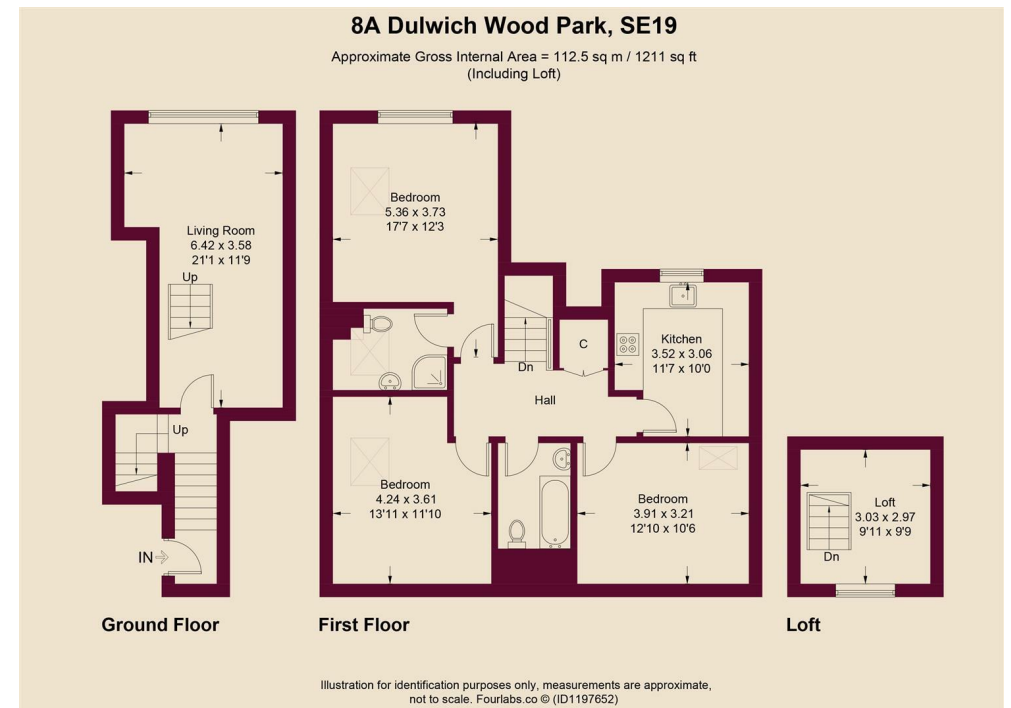 8A Dulwich Wood Park, SE19
Approximate Gross Internal Area = 112.5 sq m / 1211 sq ft
(Including Loft)
Living Room
6.42 x 3.58
21'1 x 11'9
Up
Up
IN
Ground Floor
Bedroom
5.36 x 3.73
17'7 x 12'3
Dn
C
Kitchen
3.52 x 3.06
11'7 x 10'0
Hall
Bedroom
4.24 x 3.61
13'11 x 11'10
Bedroom
3.91 x 3.21
12'10 x 10'6
First Floor
Loft
3.03 x 2.97
9'11 x 9'9
Dn
Loft
Illustration for identification purposes only, measurements are approximate,
not to scale. Fourlabs.co © (ID1197652)